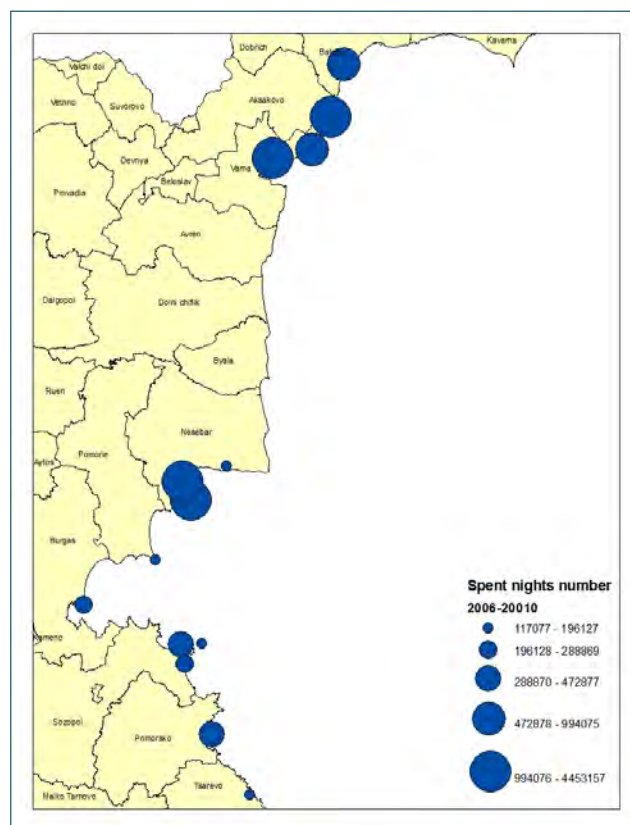 Kavarna
Dobrich
Valchi dol
Vetrino
Suvorovo
Aksakovo
Devnya
Varna
Beloslav
Provadia
Avren
Dalgopol
Dolni chiflik
Byala
Ruen
Nesebar
Pomorie
Aytos
Burgas
Kameno
Sozopol
Primorsko
Tsarevo
Malko Tarnovo
Spent nights number
2006-20010
117077 - 196127
196128 - 288869
288870 - 472877
472878 - 994075
994076 - 4453157